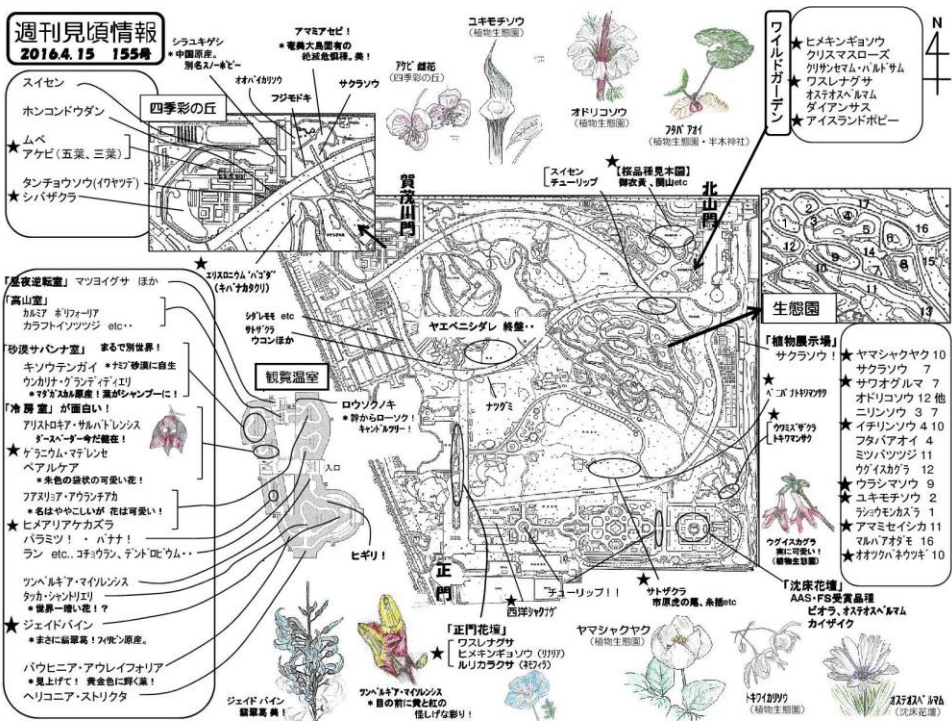 週刊見頃情報
2016.4.15 155号
スイセン
ホンコンドウダン
★ムベ
アケビ(五葉、三葉)
タンチョウソウ(イワヤツデ)
★シバザクラ
四季彩の丘
シラユキゲシ
*中国原産。
別名スノーポピー
オオバイカイカリソウ
フジモドキ
アマミアセビ!
*奄美大島固有の
絶滅危惧種。美!
サクラソウ
アケビ 雌花
(四季彩の丘)
ユキモチソウ
(植物生態園)
オドリコソウ
(植物生態園)
フタバアオイ
(植物生態園・半木神社)
ワイルドガーデン
★ヒメキンギョソウ
クリスマスローズ
クリサンセマム・パルドサム
★ワスレナグサ
オステオスペルマム
ダイアンサス
★アイスランドポピー
N
賀茂川門
北山門
スイセン
チューリップ
★【桜品種見本園】
御衣黄、関山etc
★エリスロニウム‘パゴダ’
(キバナカタクリ)
シダレモモ etc
サトザクラ
ウコンほか
ヤエベニシダレ 終盤・・
ナツグミ
生態園
1
2
3
4
5
6
7
8
9
10
11
12
13
14
15
16
17
11
「植物展示場」
サクラソウ!
★ベニバナトキワマンサク
★ウワミズザクラ
トキワマンサク
★ヤマシャクヤク 10
サクラソウ 7
★サワオグルマ 7
オドリコソウ 12 他
ニリンソウ 3 7
★イチリンソウ 4 10
フタバアオイ 4
ミツバツツジ 11
ウグイスカグラ 12
★ウラシマソウ 9
★ユキモチソウ 2
ラショウモンカズラ 1
★アマミセイシカ 11
マルバアオダモ 16
★オオツクバネウツギ 10
ウグイスカグラ
実に可愛い!
(植物生態園)
「昼夜逆転室」 マツヨイグサ ほか
「高山室」
カルミア ポリフォーリア
カラフトイソツツジ etc・・
「砂漠サバンナ室」 まるで別世界!
キソウテンガイ *ナミブ砂漠に自生
ウンカリナ・グランディディエリ
*マダガスカル原産!葉がシャンプーに!
「冷房室」が面白い!
アリストロキア・サルバドレンシス
ダースベーダー今だ健在!
★ゲラニウム・マデレンセ
ベアルケア
*朱色の袋状の可愛い花!
フアヌリョア・アウランチアカ
*名はややこしいが 花は可愛い!
★ヒメアリアケカズラ
パラミツ! ・ バナナ!
ラン etc‥コチョウラン、デンドロビウム・・
ツンベルギア・マイソレンシス
タッカ・シャントリエリ
*世界一暗い花!?
★ジェイドバイン
*まさに翡翠葛!フィリピン原産。
バウヒニア・アウレイフォリア
*見上げて! 黄金色に輝く葉!
ヘリコニア・ストリクタ
観覧温室
ロウソクノキ
*幹からローソク!
キャンドルツリー!
入口
ヒギリ!
正門
★西洋シャクナゲ
「チューリップ!!
★サトザクラ
市原虎の尾、糸括etc
「沈床花壇」
AAS・FS受賞品種
ビオラ、オステオスペルマム
カイザイク
「正門花壇」
★ワスレナグサ
ヒメキンギョソウ(リナリア)
ルリカラクサ(ネモフィラ)
ジェイド バイン
翡翠葛 美!
ツンベルギア・マイソレンシス
*目の前に黄と紅の
怪しげな彩り!
ヤマシャクヤク
(植物生態園)
トキワイカリソウ
(植物生態園)
オステオスペルマム
(沈床花壇)